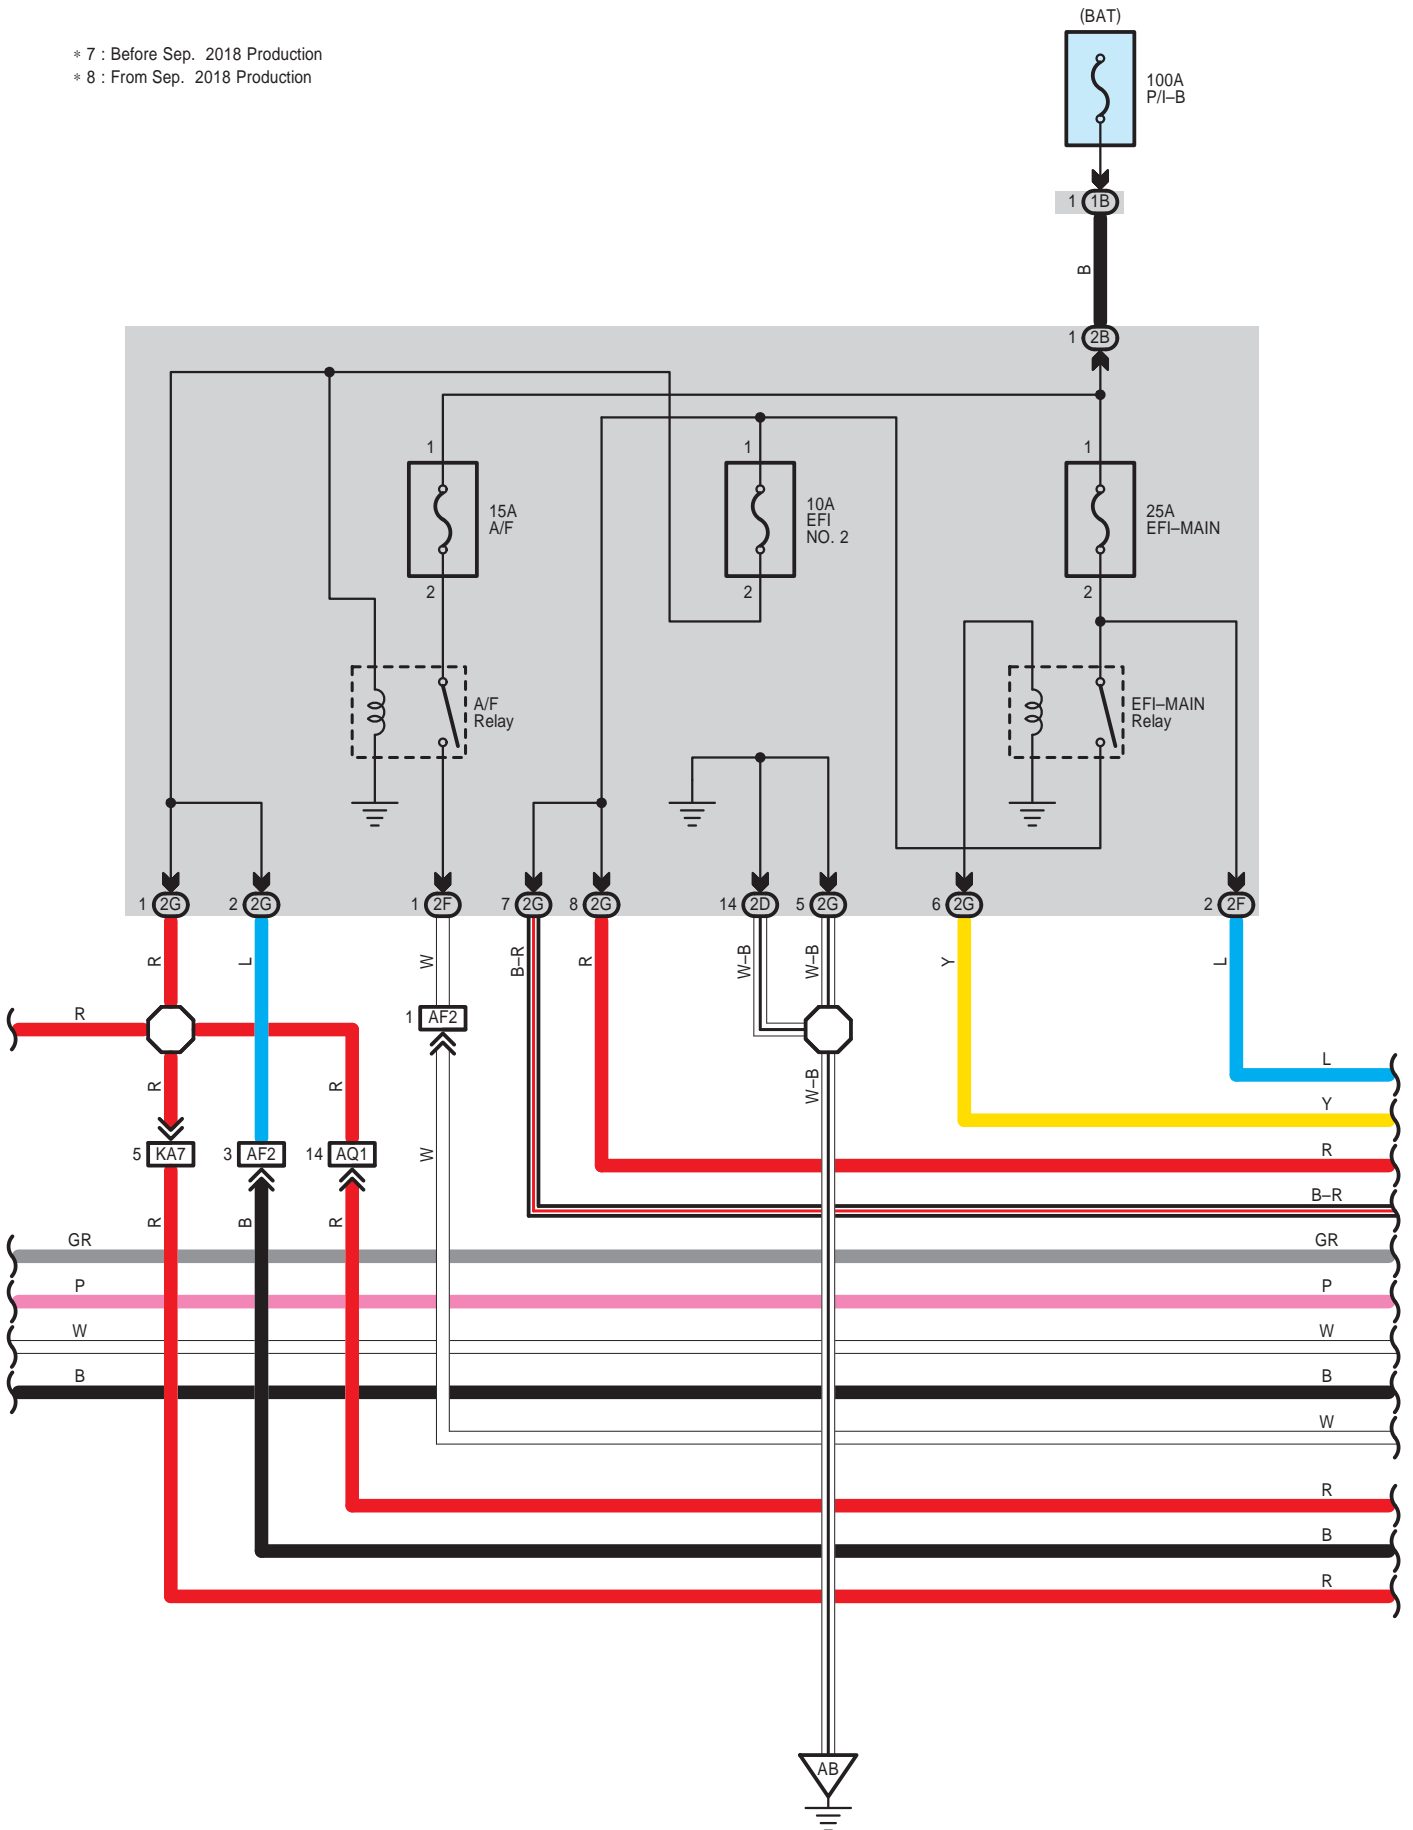 (BAT)
* 7 : Before Sep. 2018 Production
* 8 : From Sep. 2018 Production
100A
P/I–B
1 1B
B
1 2B
1
1
1
15A
A/F
10A
EFI
NO. 2
25A
EFI–MAIN
2
2
2
A/F
Relay
EFI–MAIN
Relay
1 2G
2 2G
1 2F
7 2G
8 2G
14 2D
5 2G
6 2G
2 2F
R
L
W
B–R
R
W–B
W–B
Y
L
R
1 AF2
L
R
R
W–B
Y
5 KA7
3 AF2
14 AQ1
W
R
R
B
R
B–R
GR
GR
P
P
W
W
B
B
W
R
B
R
AB